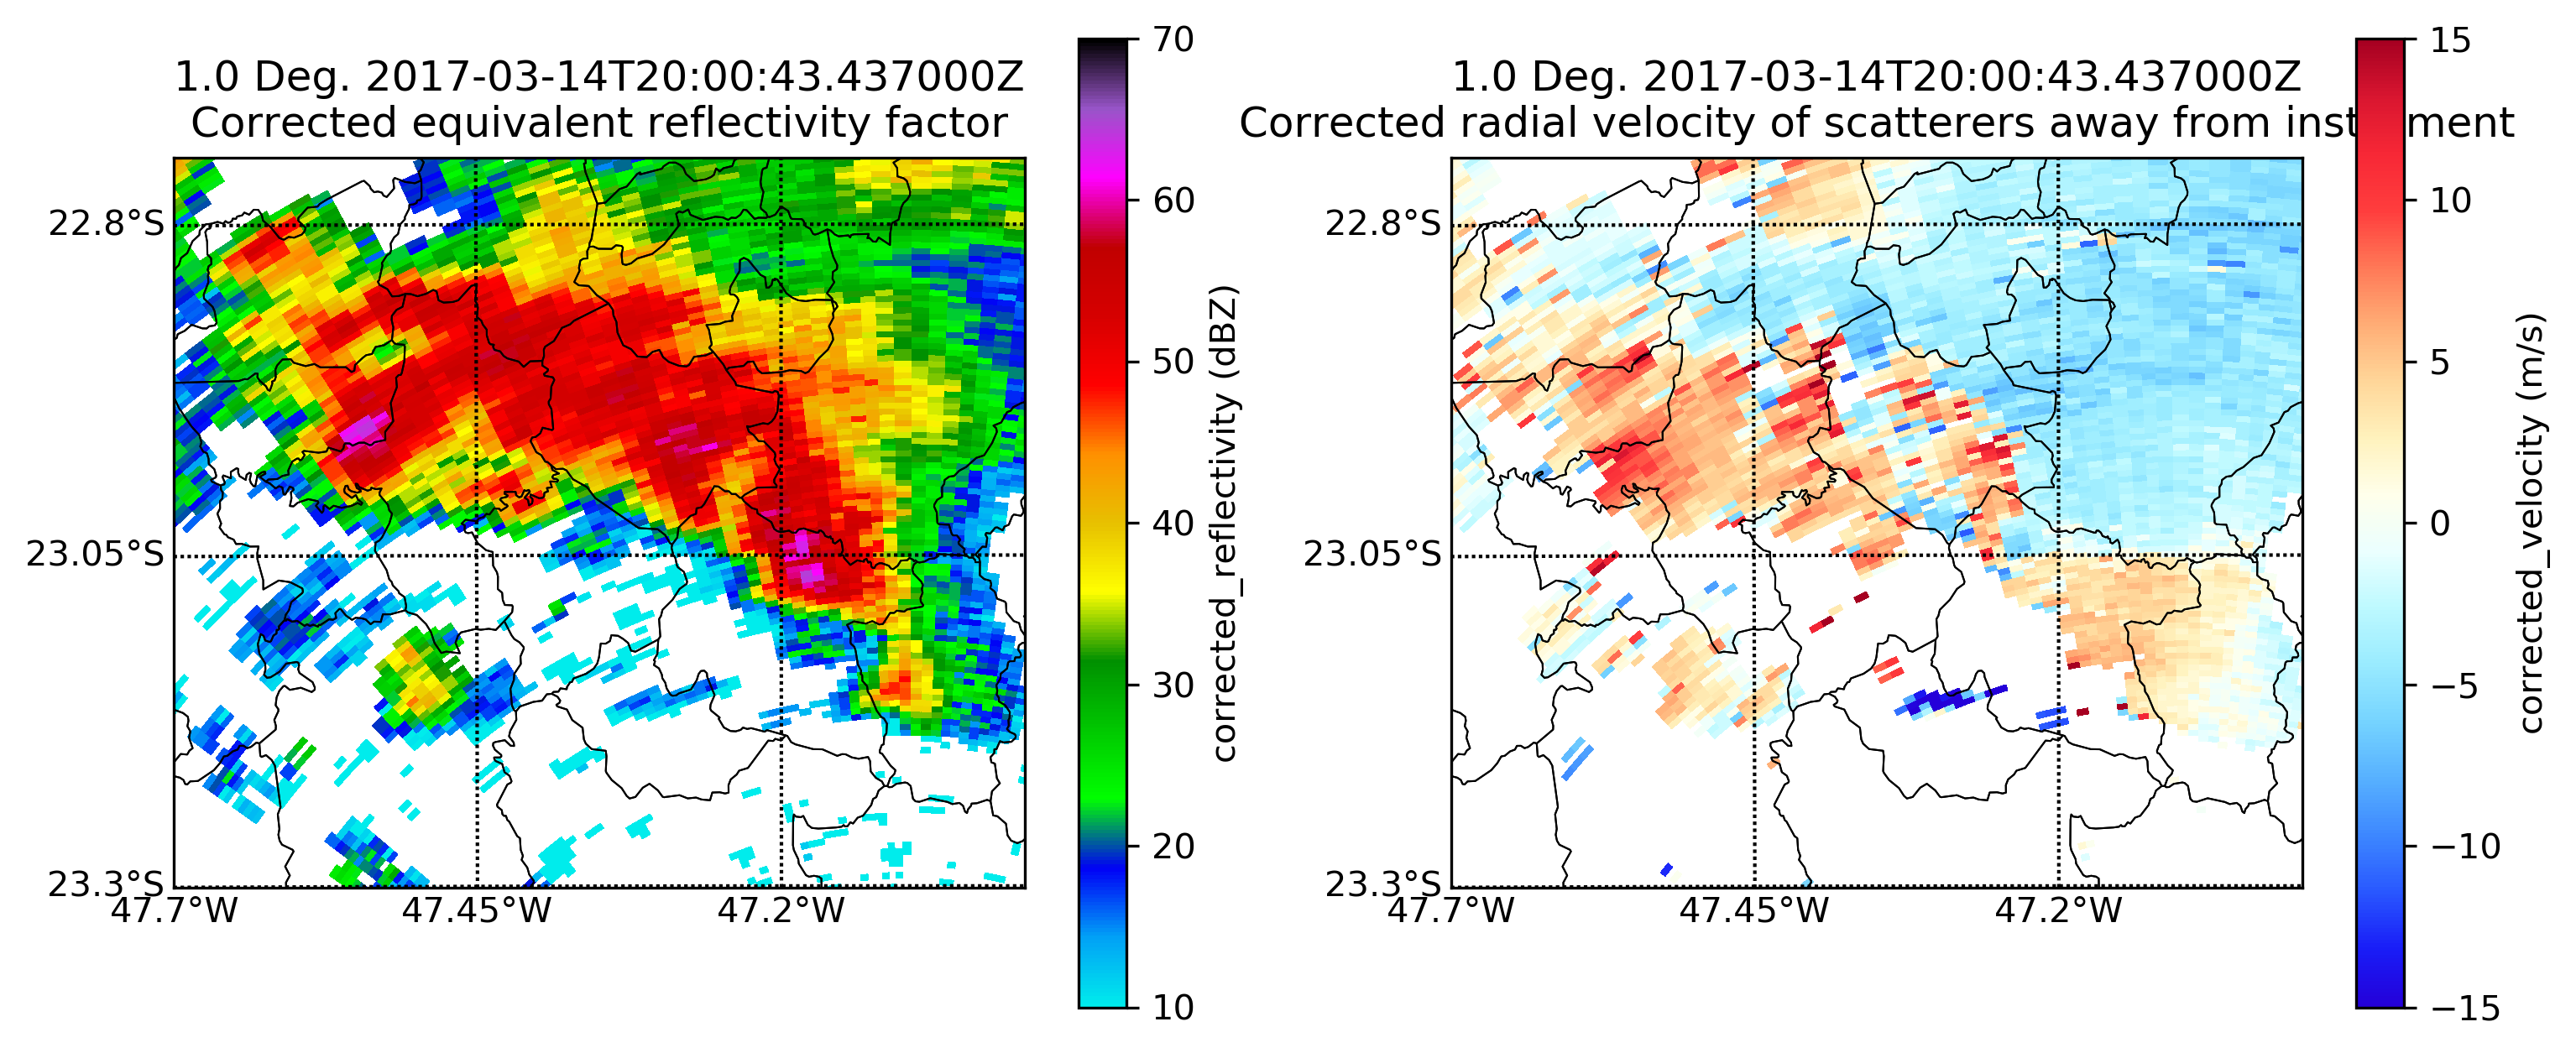 1.0 Deg. 2017-03-14T20:00:43.437000Z
Corrected equivalent reflectivity factor
22.8°S
23.05°S
23.3°S
47.7°W
47.45°W
47.2°W
70
60
50
40
30
20
10
corrected_reflectivity (dBZ)
1.0 Deg. 2017-03-14T20:00:43.437000Z
Corrected radial velocity of scatterers away from inst ment
22.8°S
23.05°S
23.3°S
47.7°W
47.45°W
47.2°W
15
10
5
0
−5
−10
−15
corrected_velocity (m/s)